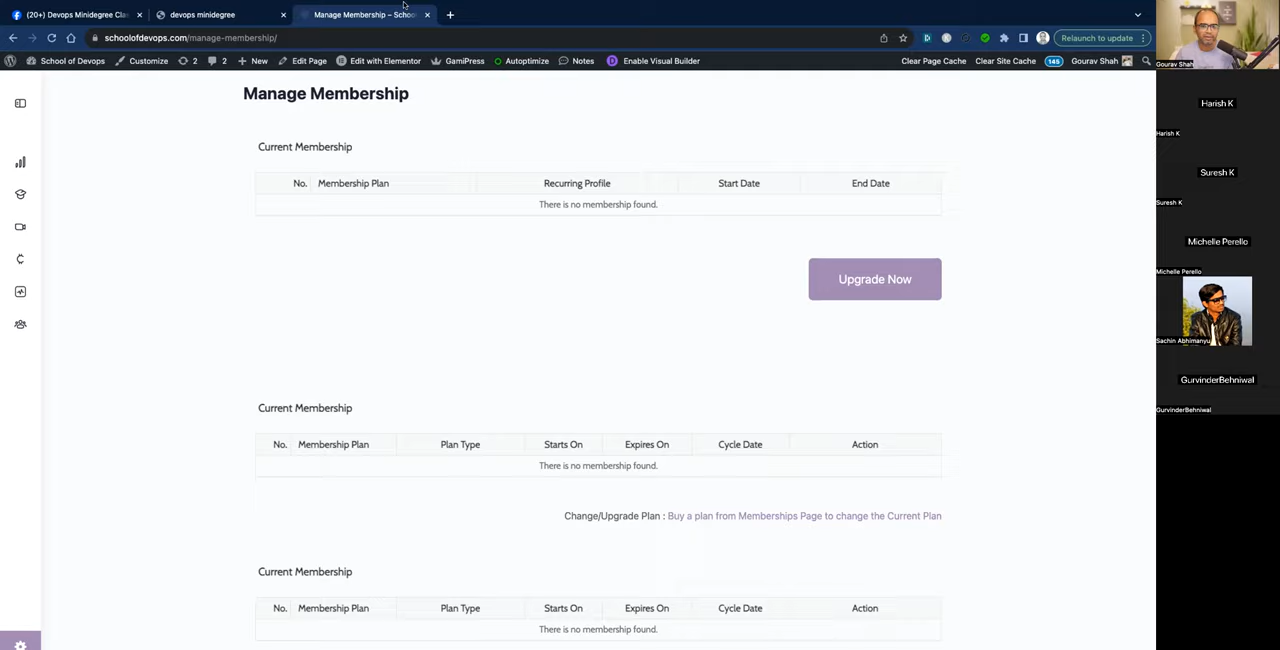 (20+) Devops Minidegree Cla
devops minidegree
Manage Membership – Schoo
schoolofdevops.com/manage-membership/
Relaunch to update
School of Devops
Customize
2
2
New
Edit Page
Edit with Elementor
GamiPress
Autoptimize
Notes
Enable Visual Builder
Clear Page Cache
Clear Site Cache
145
Gourav Shah
Manage Membership
Current Membership
No. Membership Plan Recurring Profile Start Date End Date
There is no membership found.
Upgrade Now
Current Membership
No. Membership Plan Plan Type Starts On Expires On Cycle Date Action
There is no membership found.
Change/Upgrade Plan : Buy a plan from Memberships Page to change the Current Plan
Current Membership
No. Membership Plan Plan Type Starts On Expires On Cycle Date Action
There is no membership found.
Gourav Shah
Harish K
Harish K
Suresh K
Suresh K
Michelle Perello
Michelle Perello
Sachin Abhimanyu
GurvinderBehniwal
GurvinderBehniwal